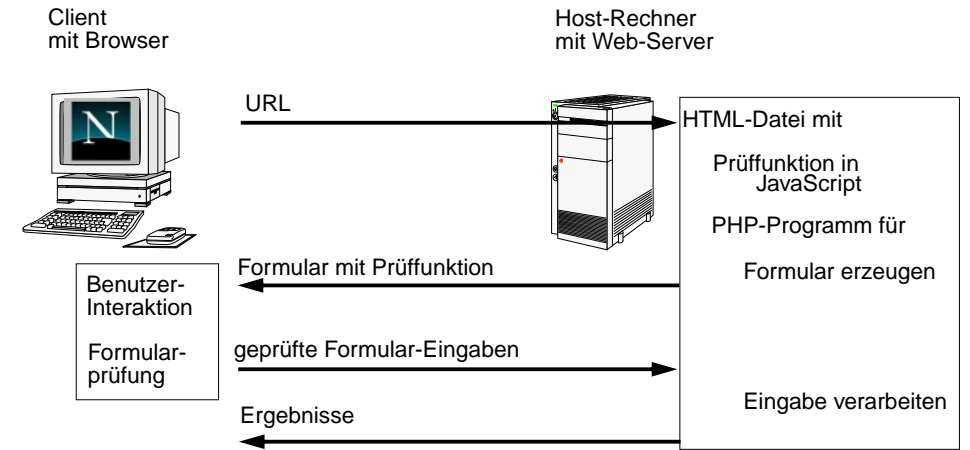 Client
mit Browser
Host-Rechner
mit Web-Server
N
URL
HTML-Datei mit
Prüffunktion in
JavaScript
PHP-Programm für
Formular mit Prüffunktion
Formular erzeugen
Benutzer-
Interaktion
Formular-
prüfung
geprüfte Formular-Eingaben
Eingabe verarbeiten
Ergebnisse